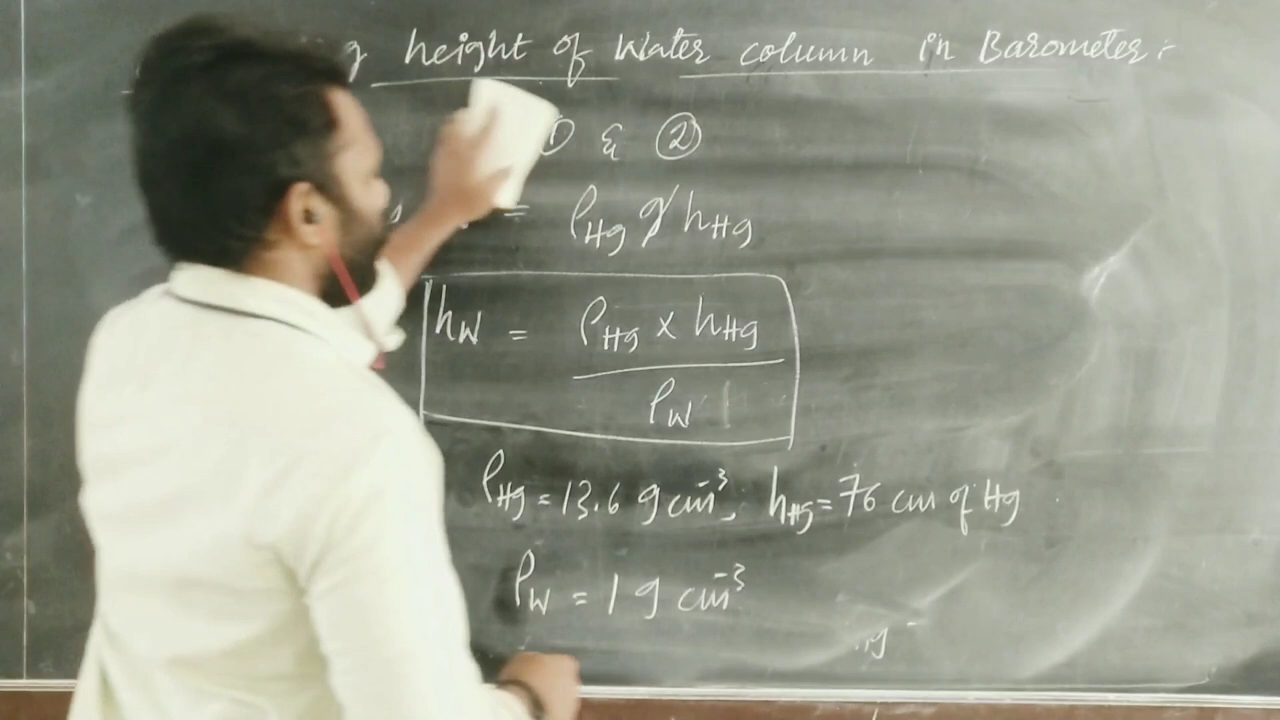 height of Water column in Barometer:
① & ②
= ρHg g hHg
hW = ρHg × hHg
ρW
ρHg = 13.6 g cm⁻³, hHg = 76 cm of Hg
ρW = 1 g cm⁻³